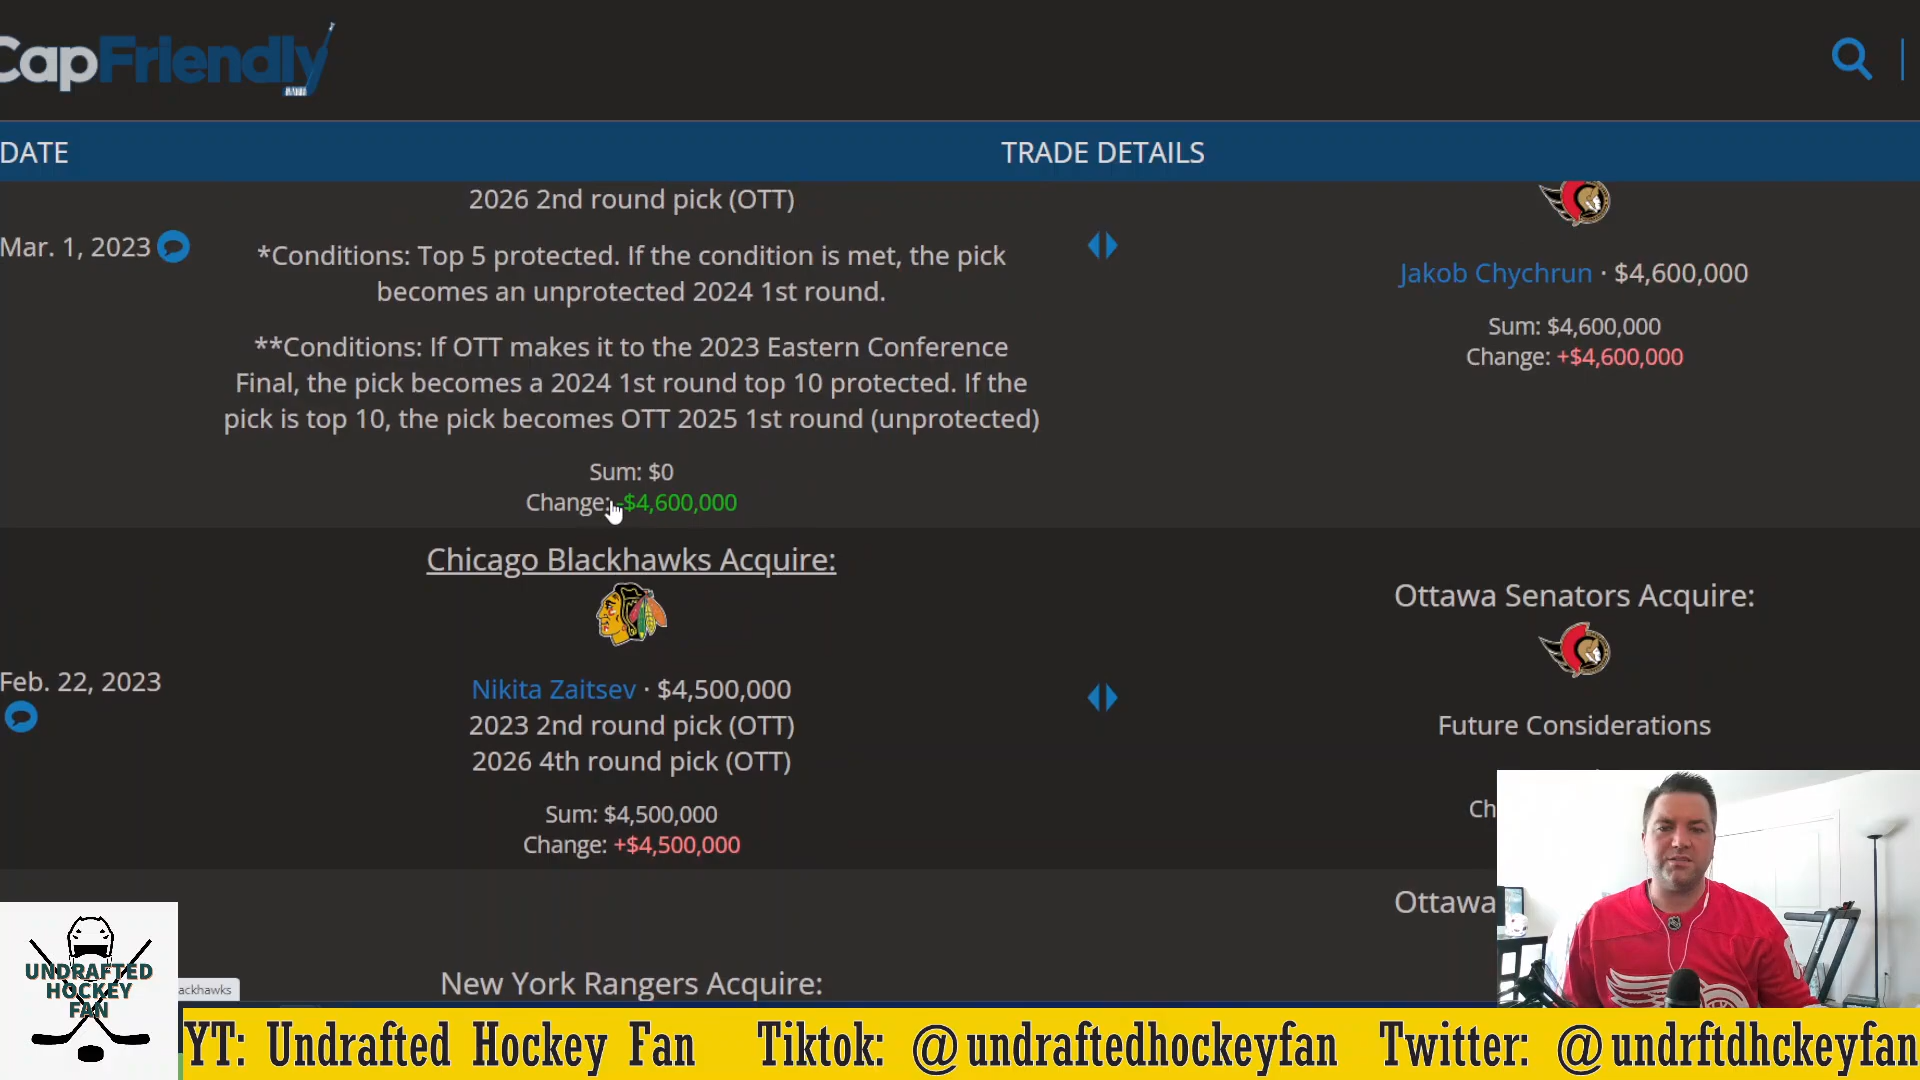 CapFriendly
DATE
TRADE DETAILS
2026 2nd round pick (OTT)
Mar. 1, 2023
*Conditions: Top 5 protected. If the condition is met, the pick
becomes an unprotected 2024 1st round.
**Conditions: If OTT makes it to the 2023 Eastern Conference
Final, the pick becomes a 2024 1st round top 10 protected. If the
pick is top 10, the pick becomes OTT 2025 1st round (unprotected)
Sum: $0
Change: -$4,600,000
Jakob Chychrun · $4,600,000
Sum: $4,600,000
Change: +$4,600,000
Feb. 22, 2023
Chicago Blackhawks Acquire:
Nikita Zaitsev · $4,500,000
2023 2nd round pick (OTT)
2026 4th round pick (OTT)
Sum: $4,500,000
Change: +$4,500,000
Ottawa Senators Acquire:
Future Considerations
Ch
New York Rangers Acquire:
Ottawa
ackhawks
UNDRAFTED
HOCKEY
FAN
YT: Undrafted Hockey Fan Tiktok: @undraftedhockeyfan Twitter: @undrftdhckeyfan